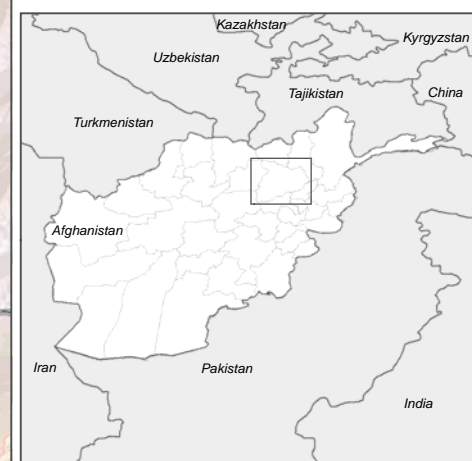 Kazakhstan
Kyrgyzstan
Uzbekistan
Tajikistan
China
Turkmenistan
Afghanistan
Iran
Pakistan
India